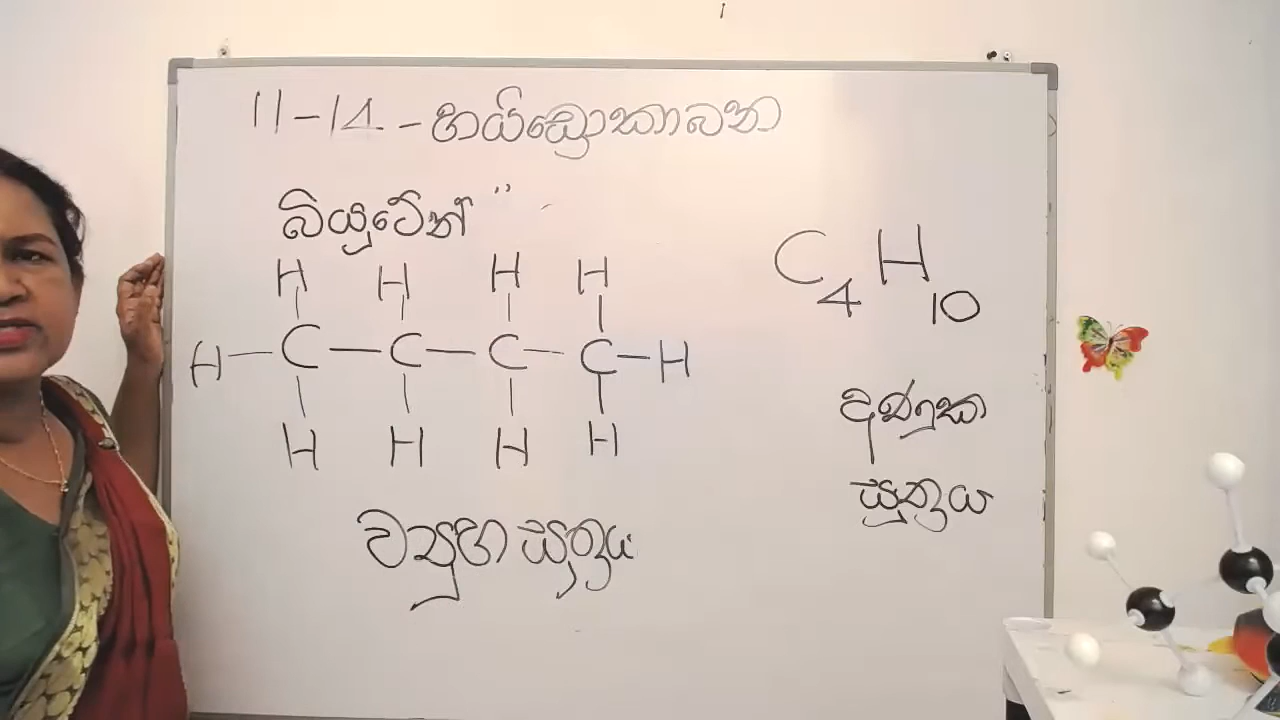 11-14 - හයිඩ්‍රොකාබන
බියුටේන් "
H H H H
H-C-C-C-C-H
H H H H
ව්‍යුහ සුත්‍රය
C₄H₁₀
අණුක
සුත්‍රය